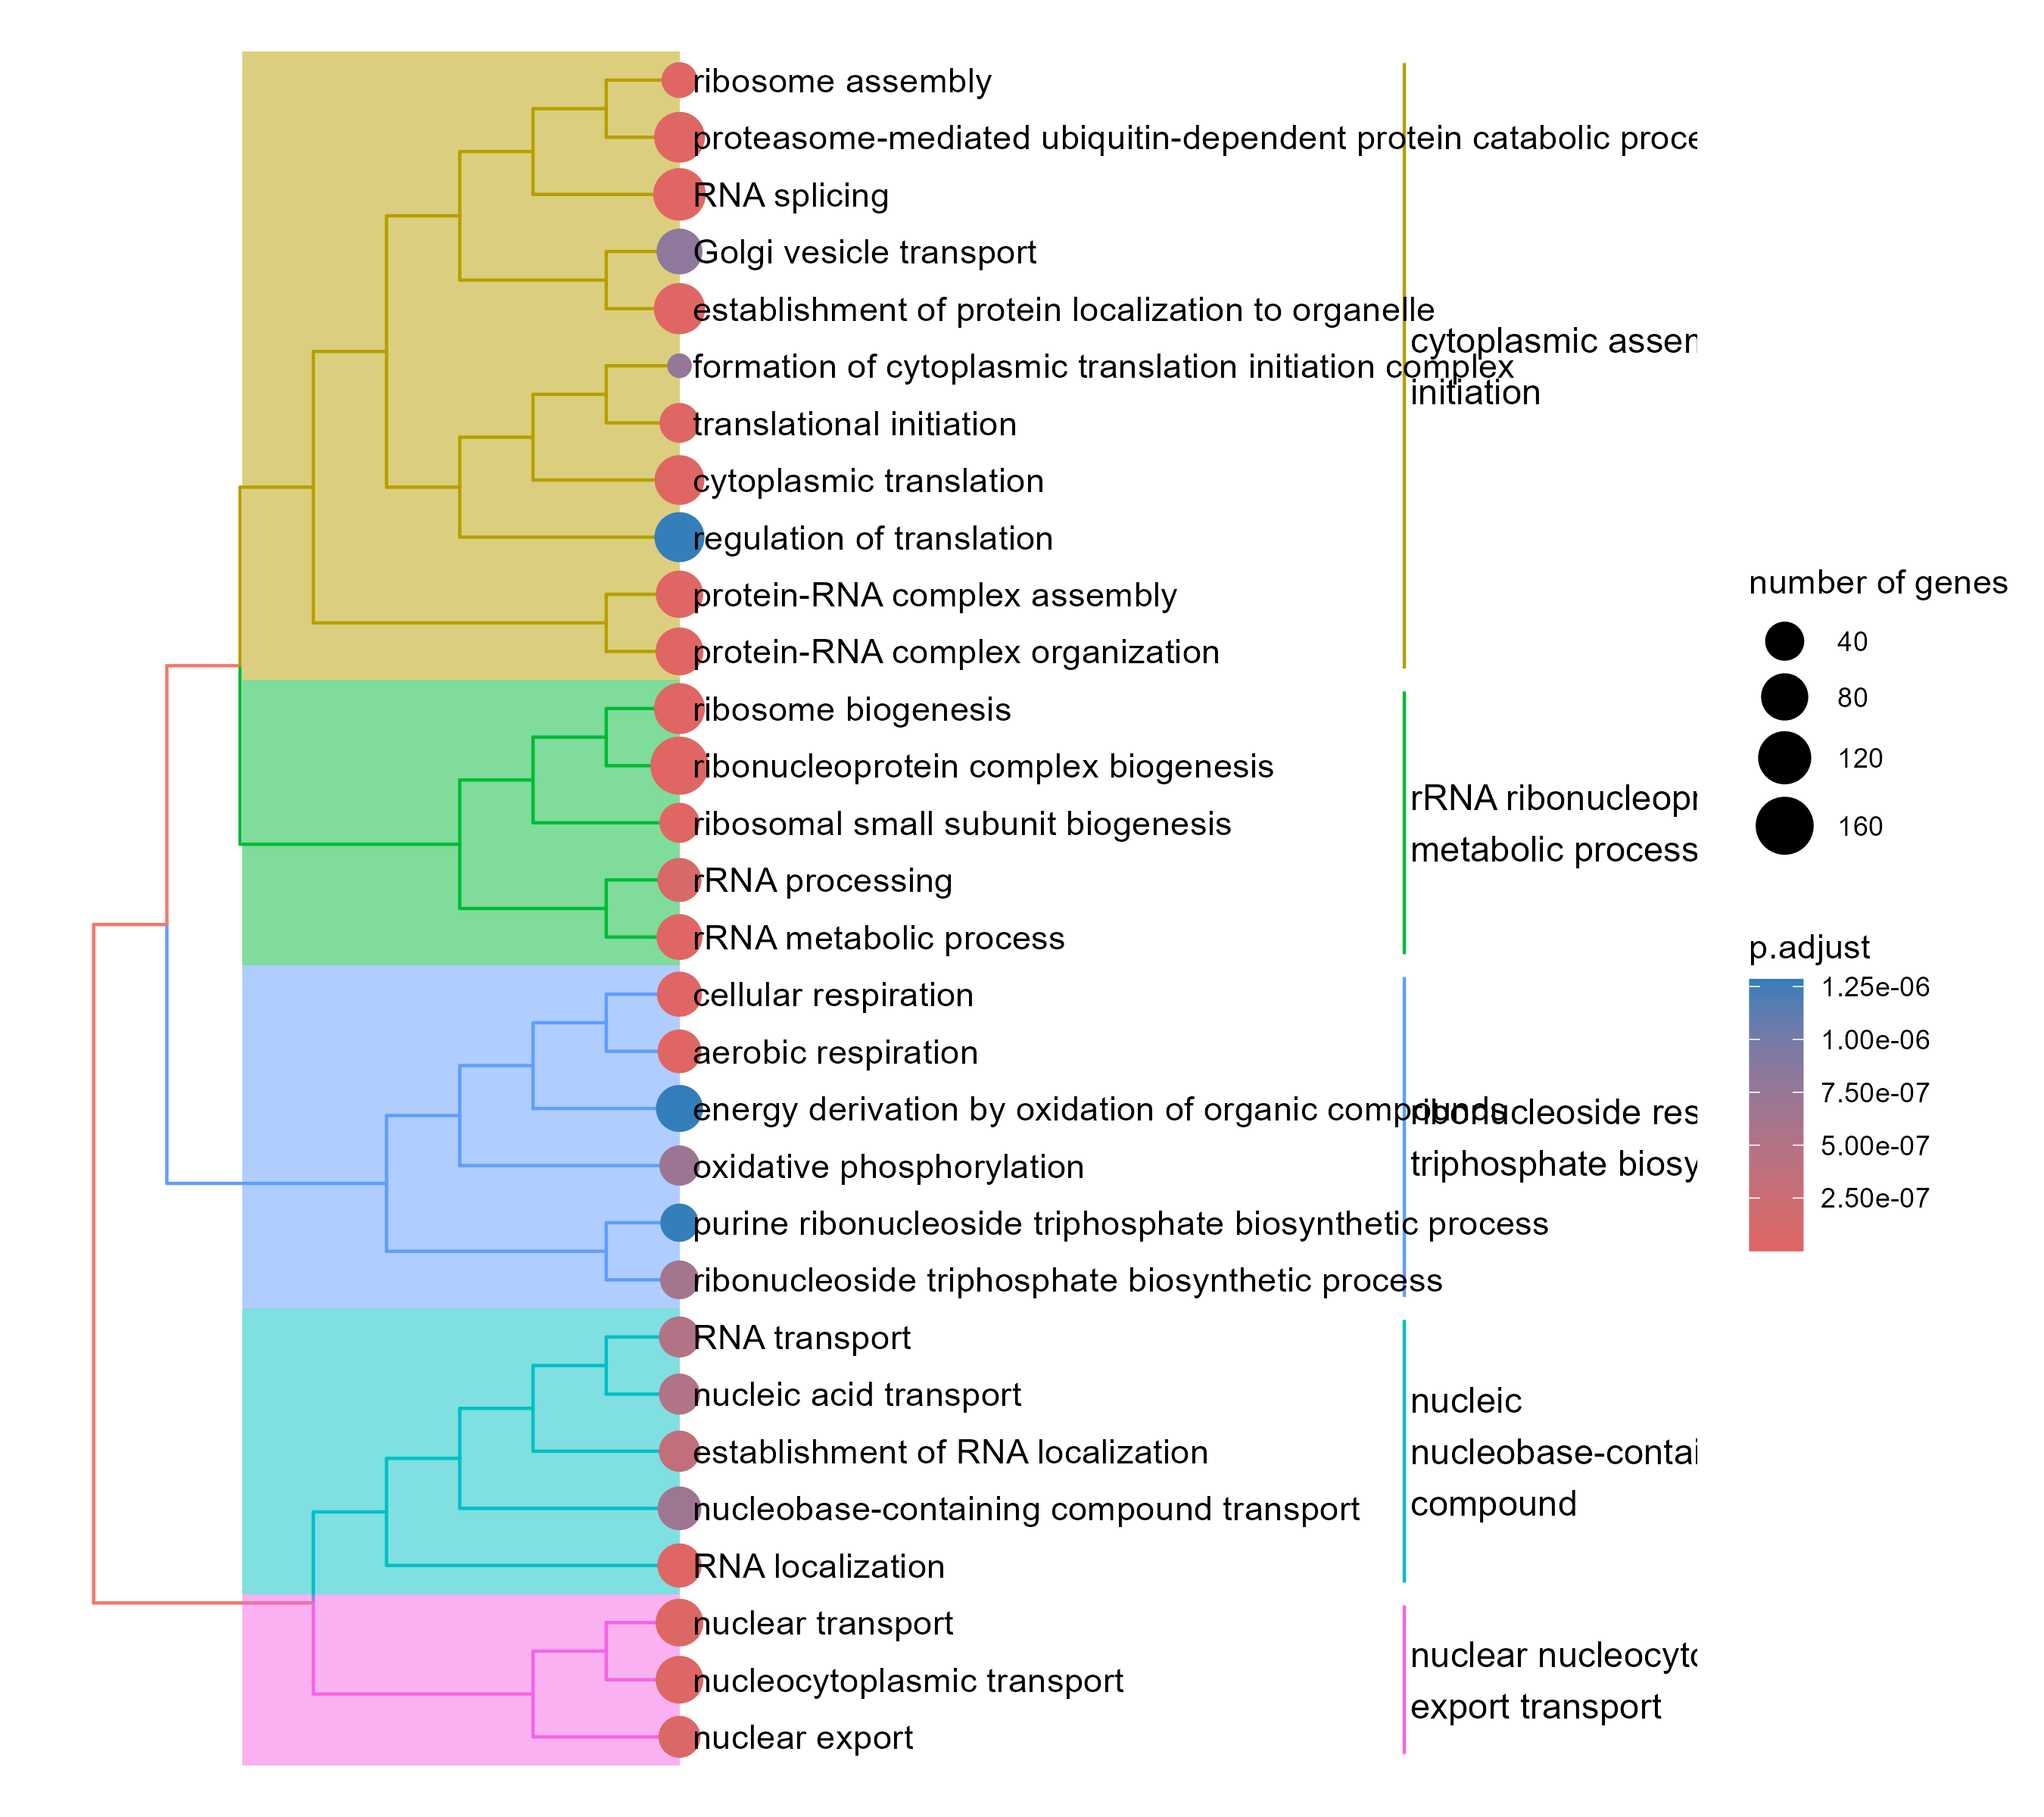 ribosome assembly
proteasome-mediated ubiquitin-dependent protein catabolic proce
RNA splicing
Golgi vesicle transport
establishment of protein localization to organelle
formation of cytoplasmic translation initiation complex
translational initiation
cytoplasmic translation
regulation of translation
protein-RNA complex assembly
protein-RNA complex organization
ribosome biogenesis
ribonucleoprotein complex biogenesis
ribosomal small subunit biogenesis
rRNA processing
rRNA metabolic process
cellular respiration
aerobic respiration
energy derivation by oxidation of organic compounds
oxidative phosphorylation
purine ribonucleoside triphosphate biosynthetic process
ribonucleoside triphosphate biosynthetic process
RNA transport
nucleic acid transport
establishment of RNA localization
nucleobase-containing compound transport
RNA localization
nuclear transport
nucleocytoplasmic transport
nuclear export
cytoplasmic
initiation
rRNA ribonucleopr
metabolic process
ribonucleoside res
triphosphate biosy
nucleic
nucleobase-contai
compound
nuclear nucleocyto
export transport
number of genes
40
80
120
160
p.adjust
1.25e-06
1.00e-06
7.50e-07
5.00e-07
2.50e-07